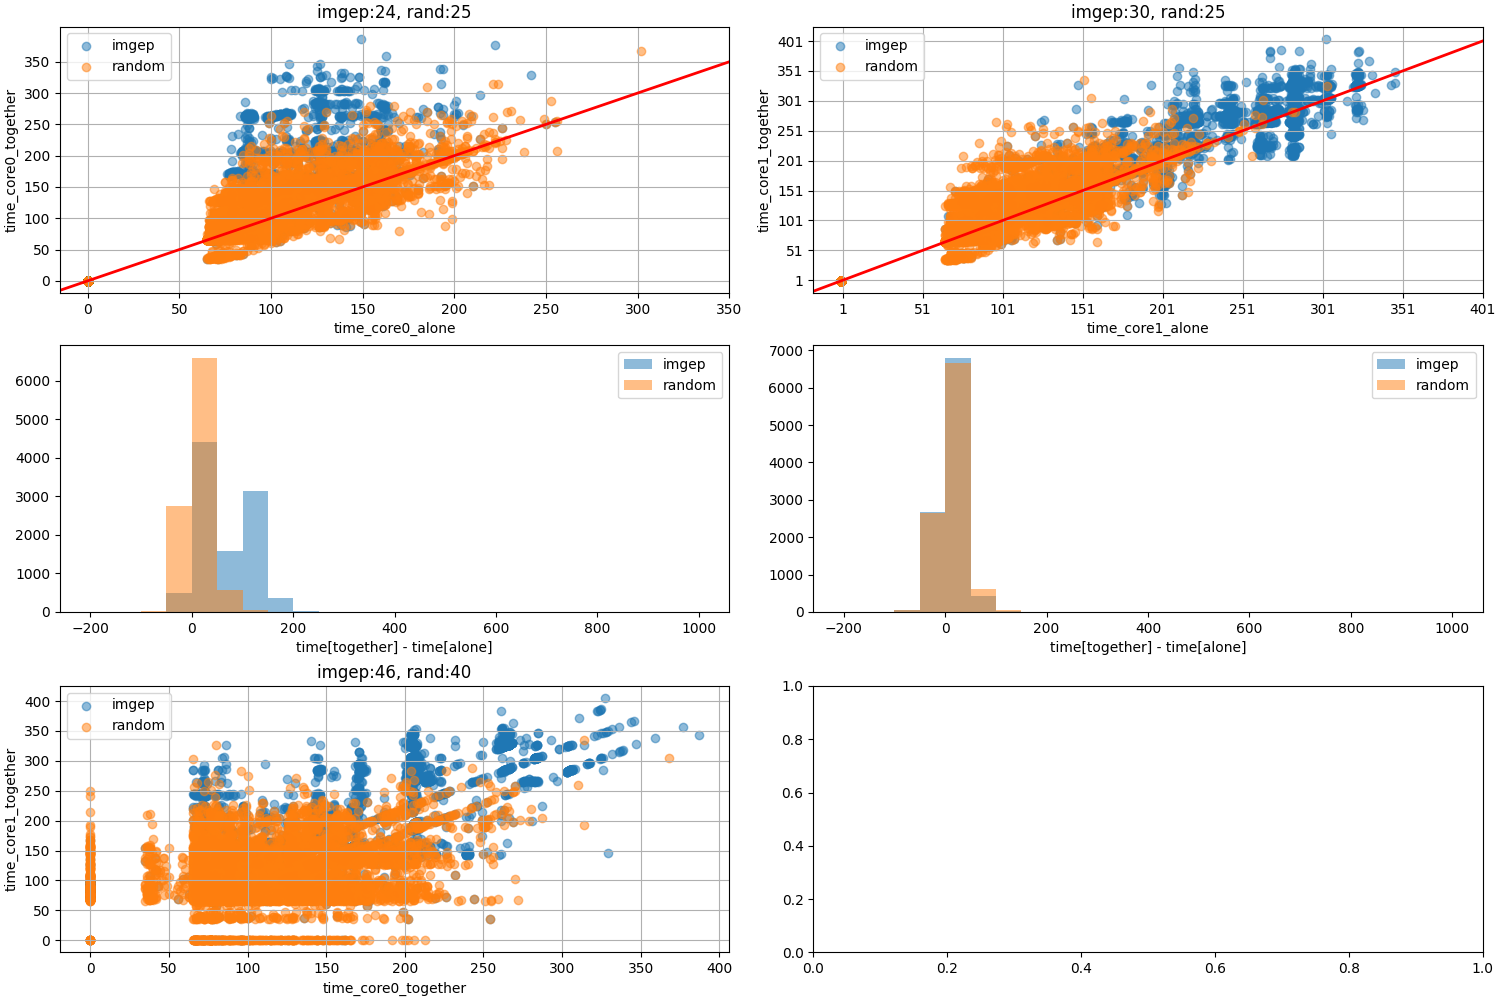 imgep:24, rand:25
imgep
random
350
300
250
200
150
100
50
0
time_core0_together
0 50 100 150 200 250 300 350
time_core0_alone
imgep:30, rand:25
imgep
random
401
351
301
251
201
151
101
51
1
time_core1_together
1 51 101 151 201 251 301 351 401
time_core1_alone
imgep
random
6000
5000
4000
3000
2000
1000
0
−200 0 200 400 600 800 1000
time[together] - time[alone]
imgep
random
7000
6000
5000
4000
3000
2000
1000
0
−200 0 200 400 600 800 1000
time[together] - time[alone]
imgep:46, rand:40
imgep
random
400
350
300
250
200
150
100
50
0
time_core1_together
0 50 100 150 200 250 300 350 400
time_core0_together
1.0
0.8
0.6
0.4
0.2
0.0
0.0 0.2 0.4 0.6 0.8 1.0